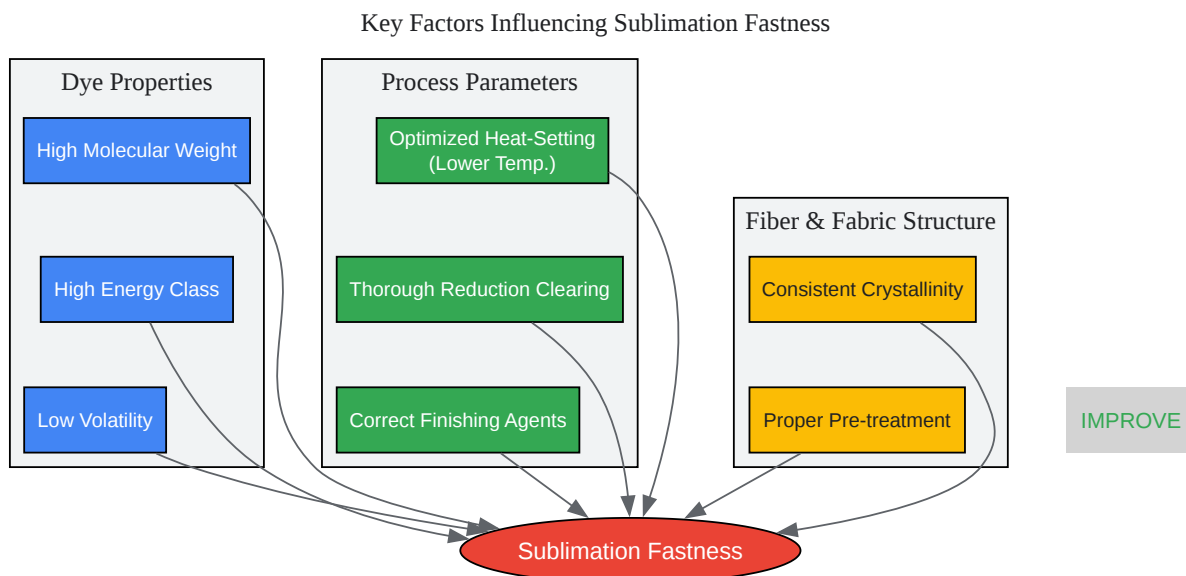 Key Factors Influencing Sublimation Fastness
Dye Properties
High Molecular Weight
High Energy Class
Low Volatility
Process Parameters
Optimized Heat-Setting
(Lower Temp.)
Thorough Reduction Clearing
Correct Finishing Agents
Fiber & Fabric Structure
Consistent Crystallinity
Proper Pre-treatment
IMPROVE
Sublimation Fastness